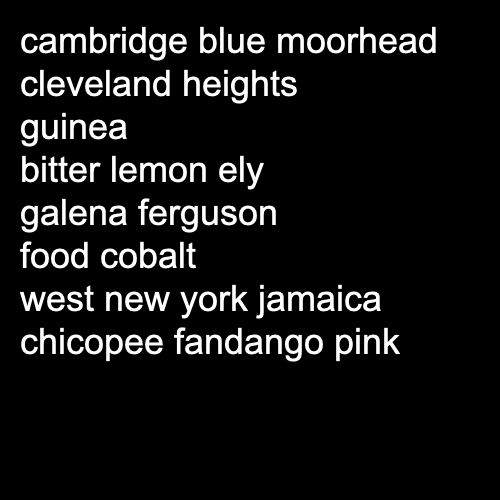 cambridge blue moorhead
cleveland heights
guinea
bitter lemon ely
galena ferguson
food cobalt
west new york jamaica
chicopee fandango pink